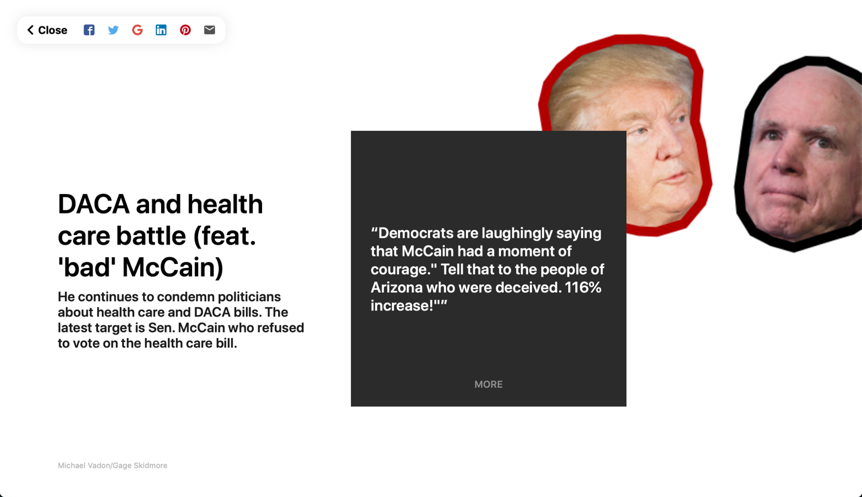 Close
DACA and health
care battle (feat.
'bad' McCain)
He continues to condemn politicians
about health care and DACA bills. The
latest target is Sen. McCain who refused
to vote on the health care bill.
“Democrats are laughingly saying
that McCain had a moment of
courage." Tell that to the people of
Arizona who were deceived. 116%
increase!"”
MORE
Michael Vadon/Gage Skidmore